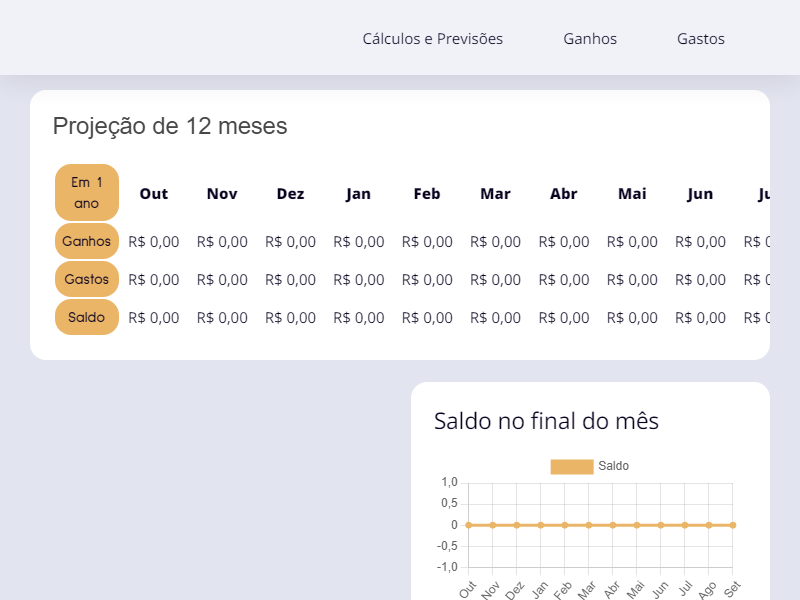 Cálculos e Previsões Ganhos Gastos
Projeção de 12 meses
Em 1 ano Out Nov Dez Jan Feb Mar Abr Mai Jun
Ganhos R$ 0,00 R$ 0,00 R$ 0,00 R$ 0,00 R$ 0,00 R$ 0,00 R$ 0,00 R$ 0,00 R$ 0,00
Gastos R$ 0,00 R$ 0,00 R$ 0,00 R$ 0,00 R$ 0,00 R$ 0,00 R$ 0,00 R$ 0,00 R$ 0,00
Saldo R$ 0,00 R$ 0,00 R$ 0,00 R$ 0,00 R$ 0,00 R$ 0,00 R$ 0,00 R$ 0,00 R$ 0,00
Saldo no final do mês
Saldo
1,0
0,5
0
-0,5
-1,0
Out Nov Dez Jan Feb Mar Abr Mai Jun Jul Ago Set